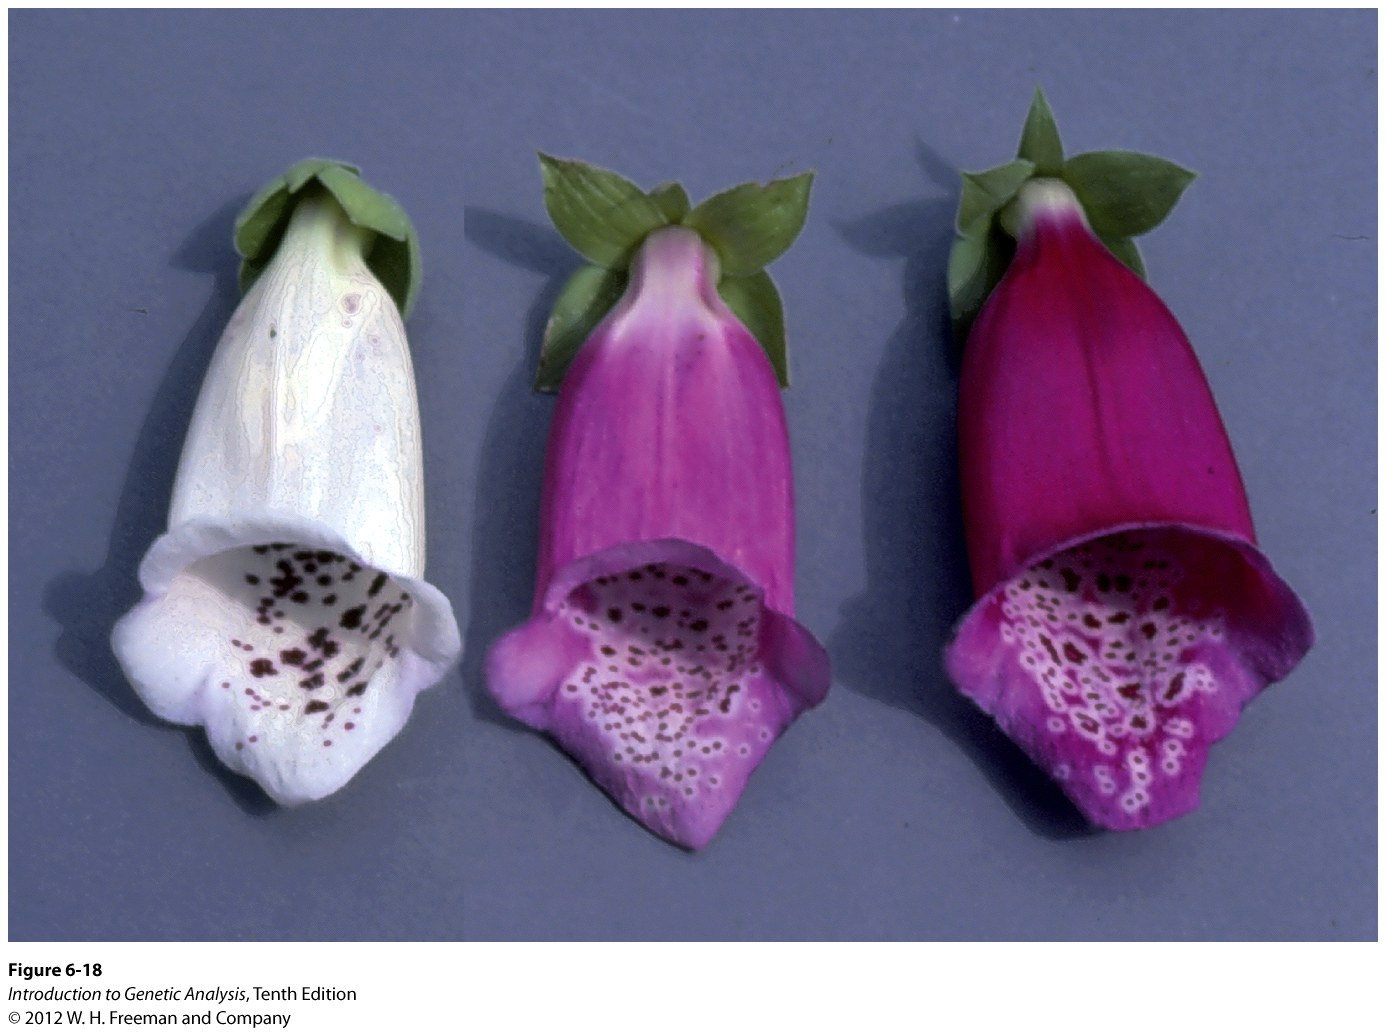 Figure 6-18
Introduction to Genetic Analysis, Tenth Edition
© 2012 W. H. Freeman and Company